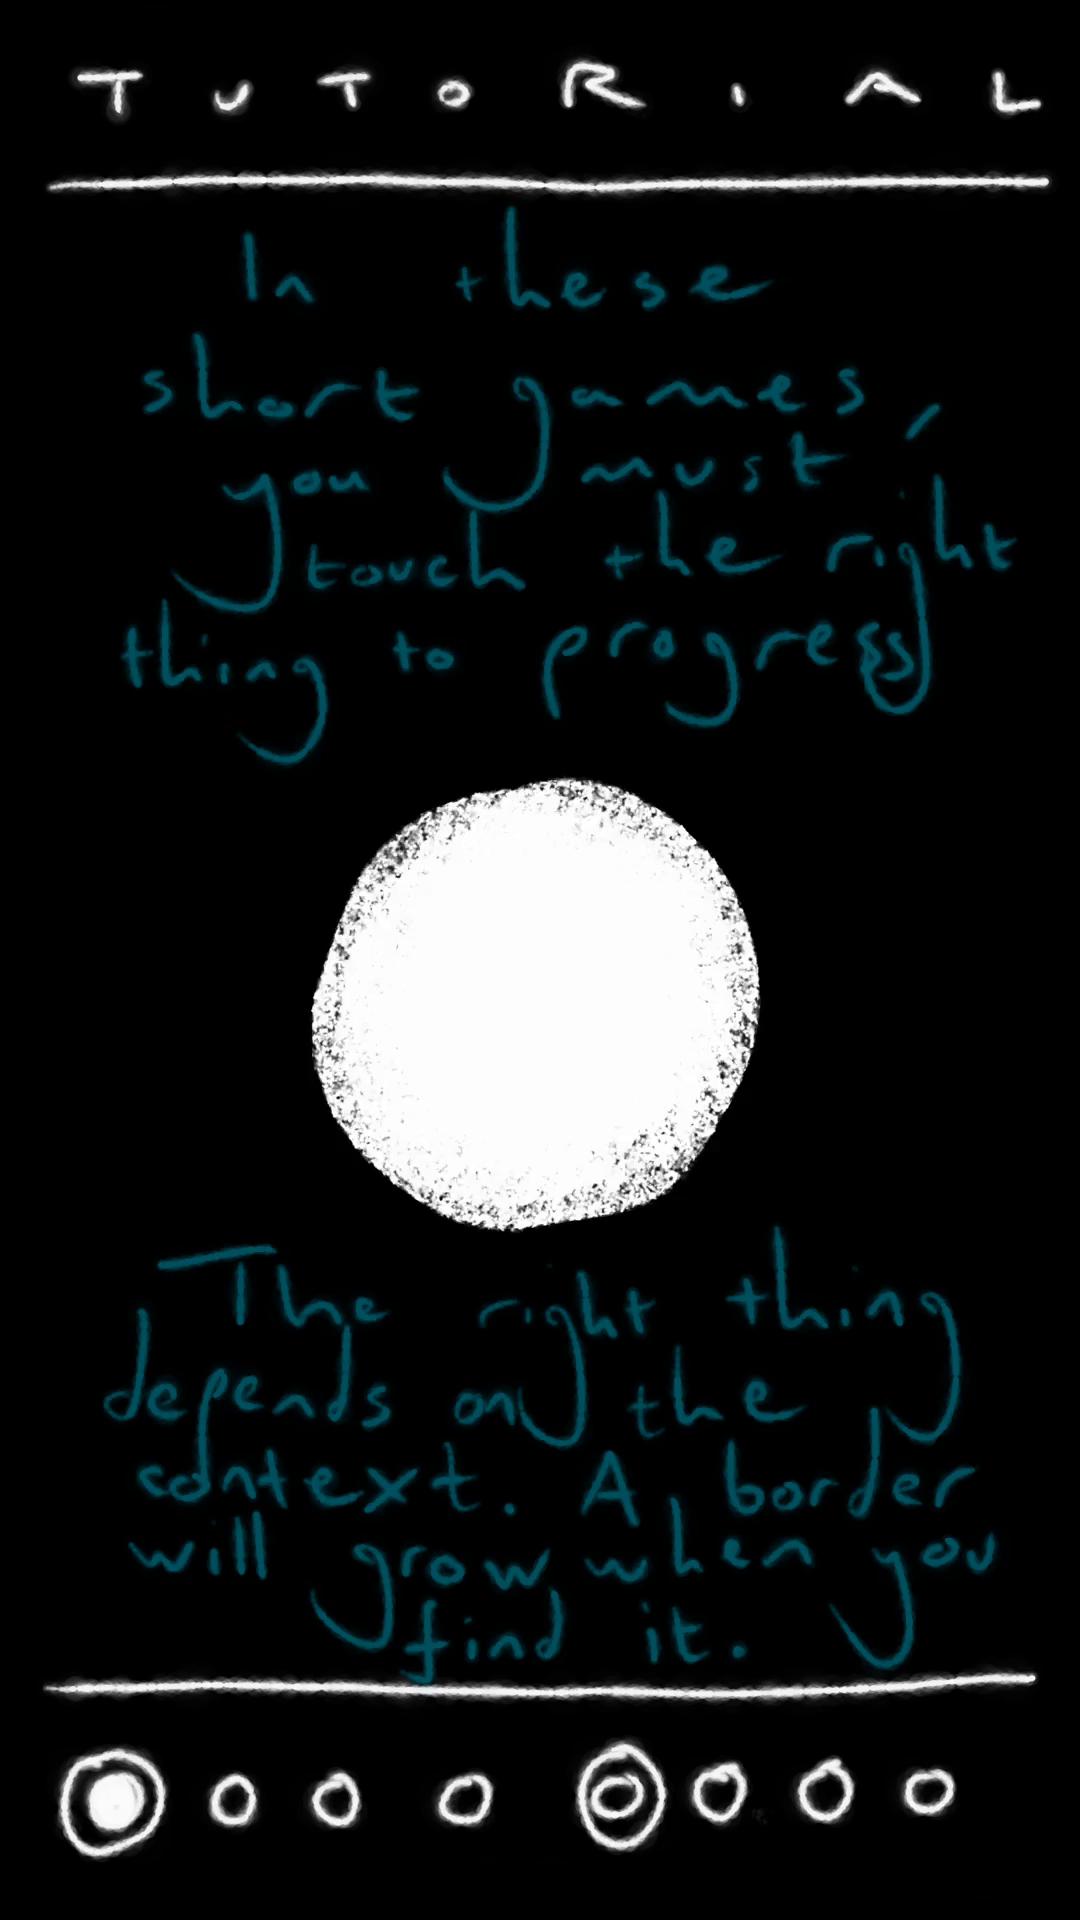 TUTORIAL
In these
short games,
you must
touch the right
thing to progress
The right thing
depends on the
context. A border
will grow when you
find it.